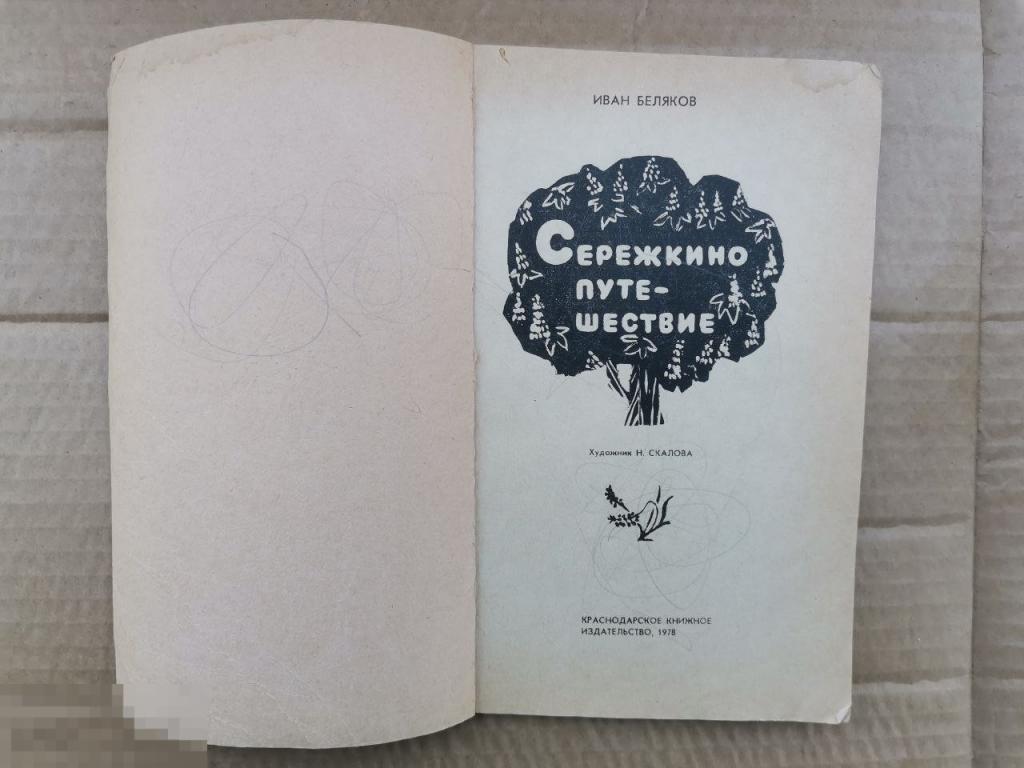 ИВАН БЕЛЯКОВ
СЕРЕЖКИНО
ПУТЕ-
ШЕСТВИЕ
Художник Н. СКАЛОВА
КРАСНОДАРСКОЕ КНИЖНОЕ
ИЗДАТЕЛЬСТВО, 1978